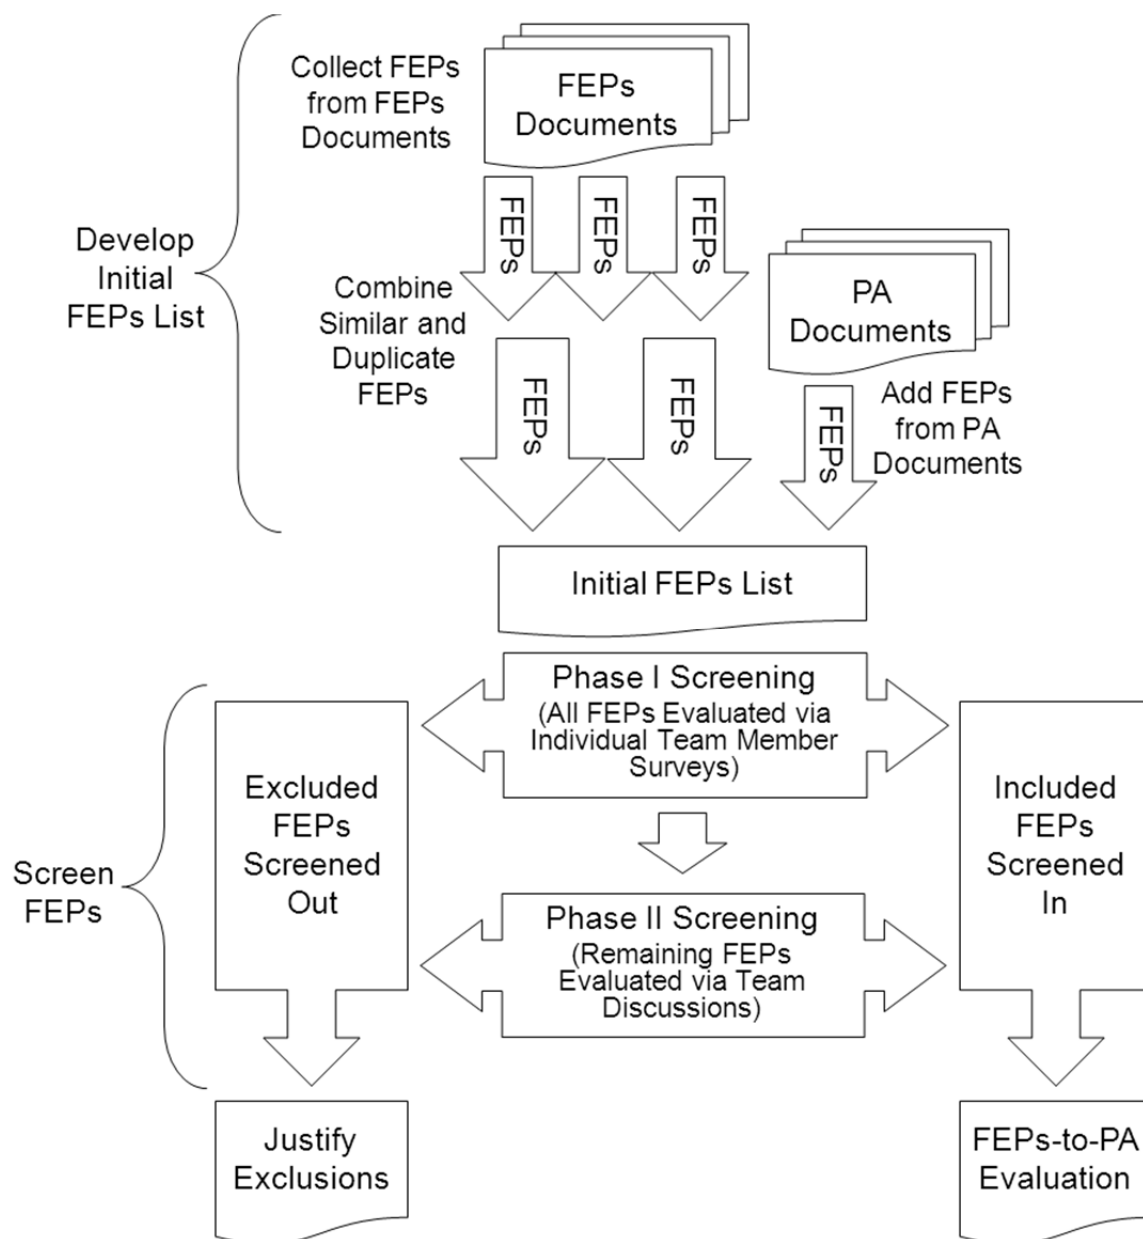 Collect FEPs
from FEPs
Documents
FEPs
Documents
FEPs
FEPs
FEPs
Develop
Initial
FEPs List
Combine
Similar and
Duplicate
FEPs
PA
Documents
FEPs
FEPs
FEPs
Add FEPs
from PA
Documents
Initial FEPs List
Phase I Screening
(All FEPs Evaluated via
Individual Team Member
Surveys)
Excluded
FEPs
Screened
Out
Included
FEPs
Screened
In
Screen
FEPs
Phase II Screening
(Remaining FEPs
Evaluated via Team
Discussions)
Justify
Exclusions
FEPs-to-PA
Evaluation